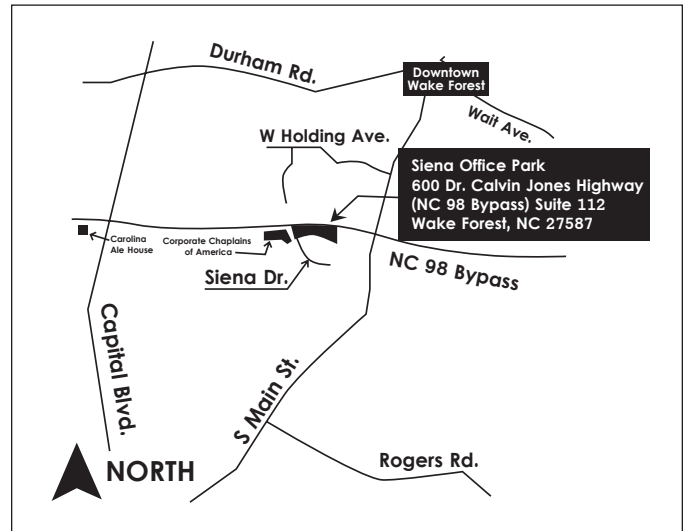 Durham Rd.
Downtown
Wake Forest
Wait Ave.
W Holding Ave.
Siena Office Park
600 Dr. Calvin Jones Highway
(NC 98 Bypass) Suite 112
Wake Forest, NC 27587
Carolina
Ale House
Corporate Chaplains
of America
Siena Dr.
NC 98 Bypass
Capital Blvd.
S Main St.
Rogers Rd.
NORTH